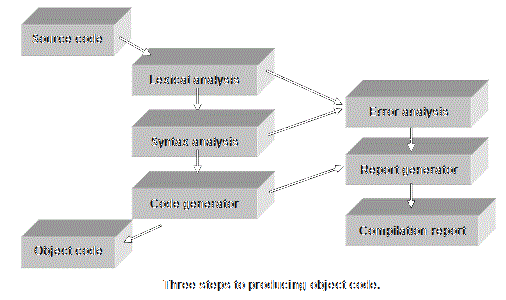 Source code
Lexical analysis
Error analysis
Syntax analysis
Report generator
Code generator
Compilation report
Object code
Three steps to producing object code.